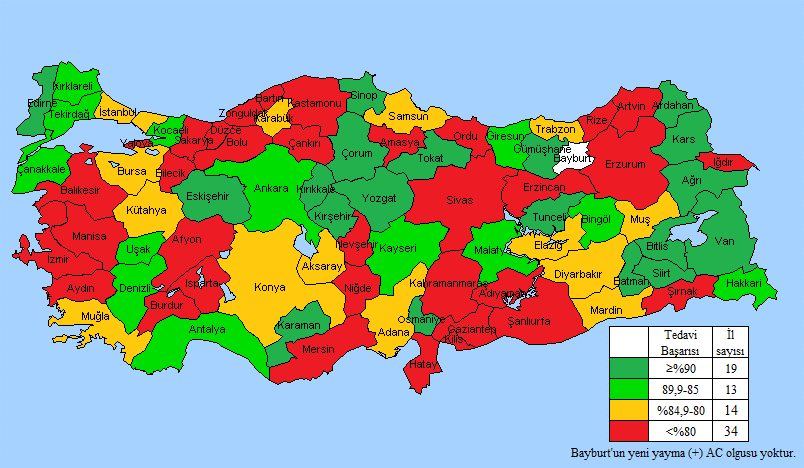 Kırklareli
Edirne
Tekirdağ
İstanbul
Kocaeli
Yalova
Sakarya
Düzce
Bolu
Zonguldak
Bartın
Karabük
Kastamonu
Sinop
Samsun
Çankırı
Çorum
Amasya
Tokat
Ordu
Giresun
Trabzon
Gümüşhane
Bayburt
Rize
Artvin
Ardahan
Kars
Iğdır
Ağrı
Erzurum
Erzincan
Çanakkale
Balıkesir
Bursa
Bilecik
Kütahya
Eskişehir
Ankara
Kırıkkale
Kırşehir
Yozgat
Sivas
Tunceli
Bingöl
Muş
Bitlis
Van
Manisa
İzmir
Uşak
Afyon
Aydın
Denizli
Isparta
Burdur
Muğla
Antalya
Konya
Aksaray
Nevşehir
Niğde
Kayseri
Malatya
Elazığ
Diyarbakır
Batman
Siirt
Şırnak
Hakkari
Mardin
Karaman
Mersin
Adana
Osmaniye
Kahramanmaraş
Adıyaman
Gaziantep
Kilis
Şanlıurfa
Hatay
Tedavi
Başarısı
İl
sayısı
≥%90 19
89,9-85 13
%84,9-80 14
<%80 34
Bayburt'un yeni yayma (+) AC olgusu yoktur.